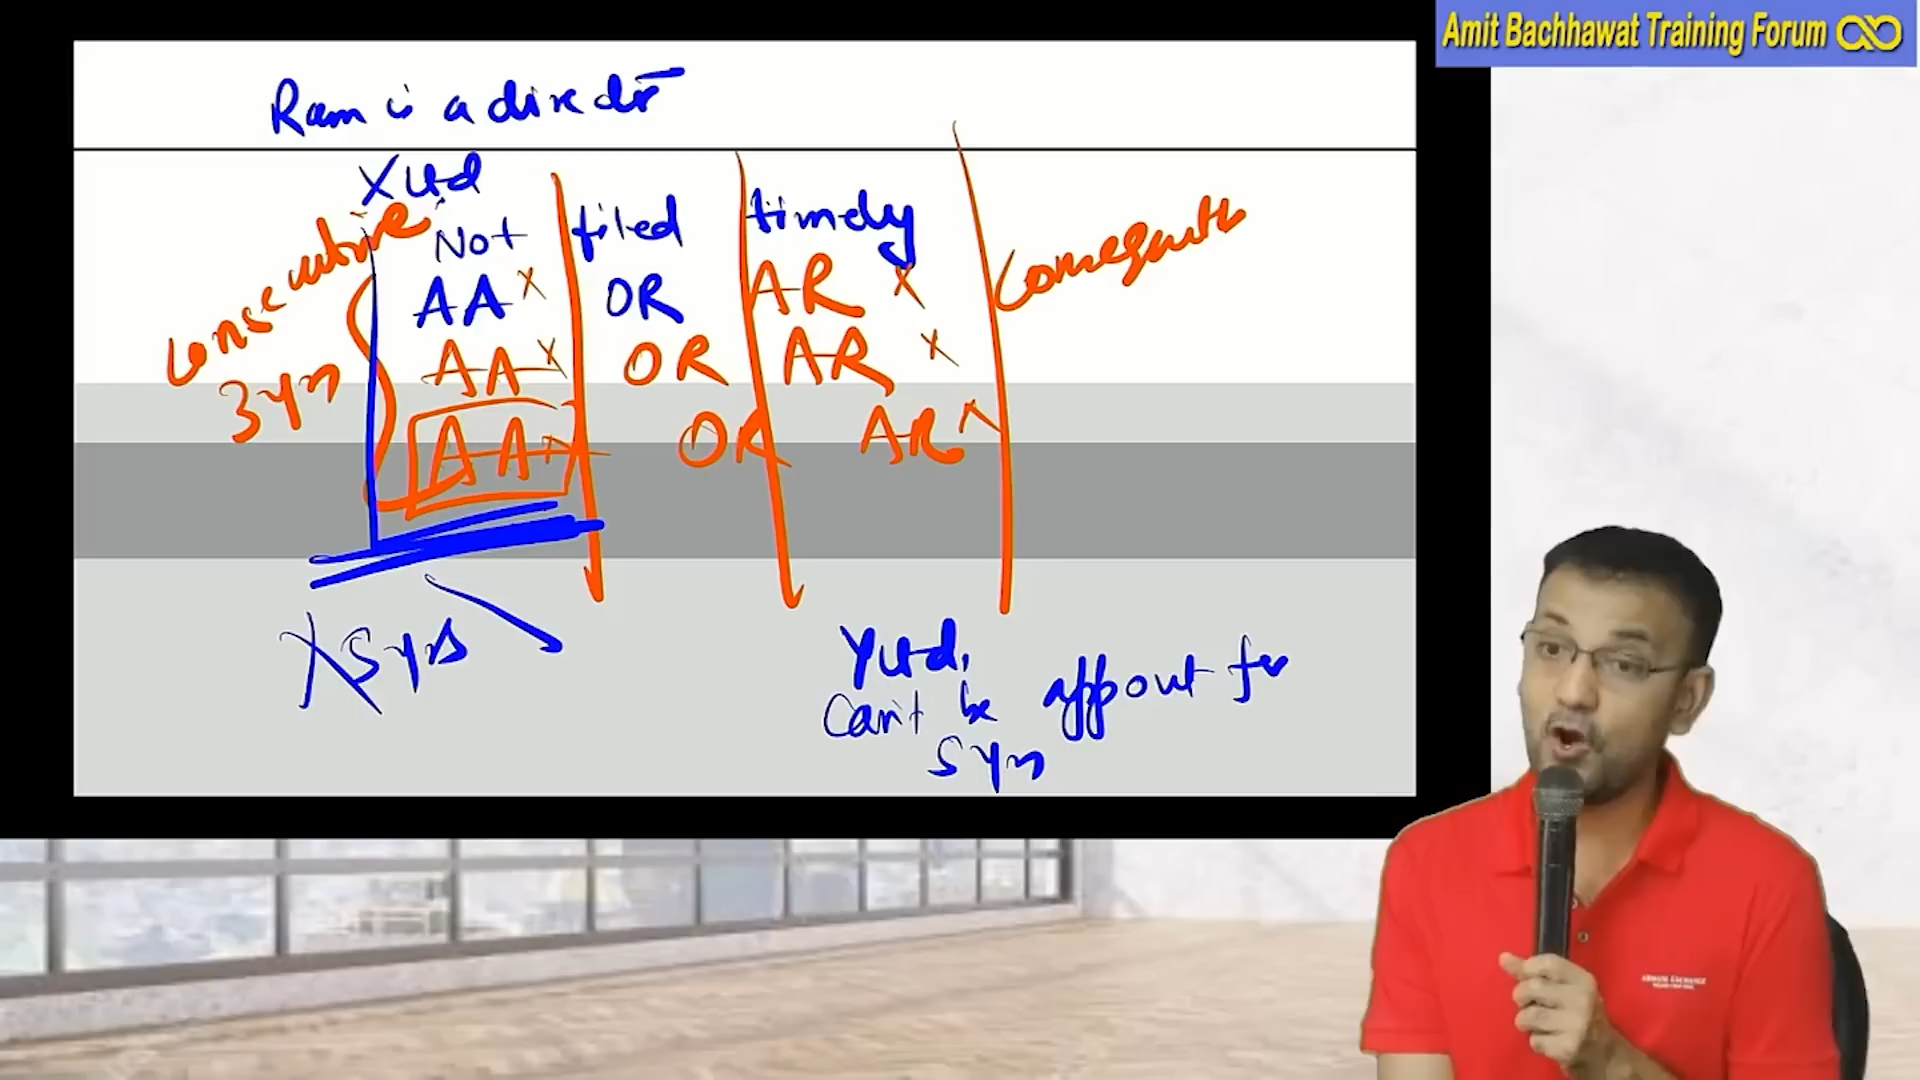 Amit Bachhawat Training Forum
Ram is a director
X Ltd
Not filed timely
AA X OR AR X
AA X OR AR X
AA X OR AR X
Consecutive
3 yrs
Consequent
X 5 yrs
Y Ltd,
Can't be appoint for
5 yrs